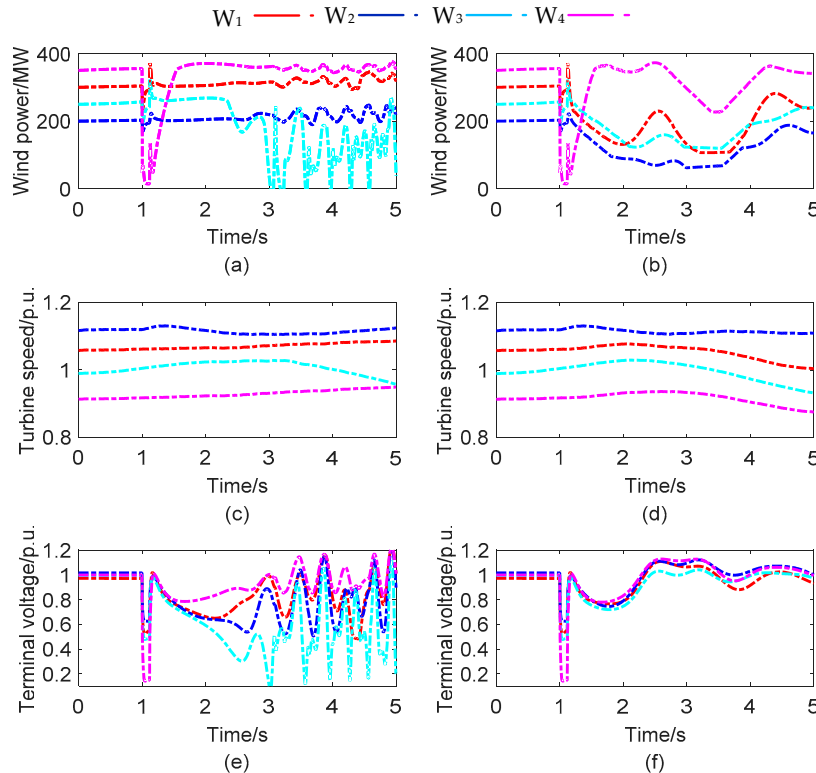 W1 W2 W3 W4
Wind power/MW
400
200
0
0 1 2 3 4 5
Time/s
(a)
Wind power/MW
400
200
0
0 1 2 3 4 5
Time/s
(b)
Turbine speed/p.u.
1.2
1
0.8
0 1 2 3 4 5
Time/s
(c)
Turbine speed/p.u.
1.2
1
0.8
0 1 2 3 4 5
Time/s
(d)
Terminal voltage/p.u.
1.2
1
0.8
0.6
0.4
0.2
0 1 2 3 4 5
Time/s
(e)
Terminal voltage/p.u.
1.2
1
0.8
0.6
0.4
0.2
0 1 2 3 4 5
Time/s
(f)